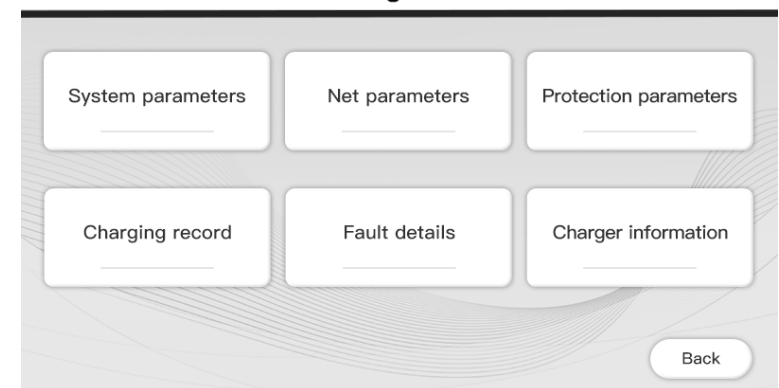 System parameters
Net parameters
Protection parameters
Charging record
Fault details
Charger information
Back